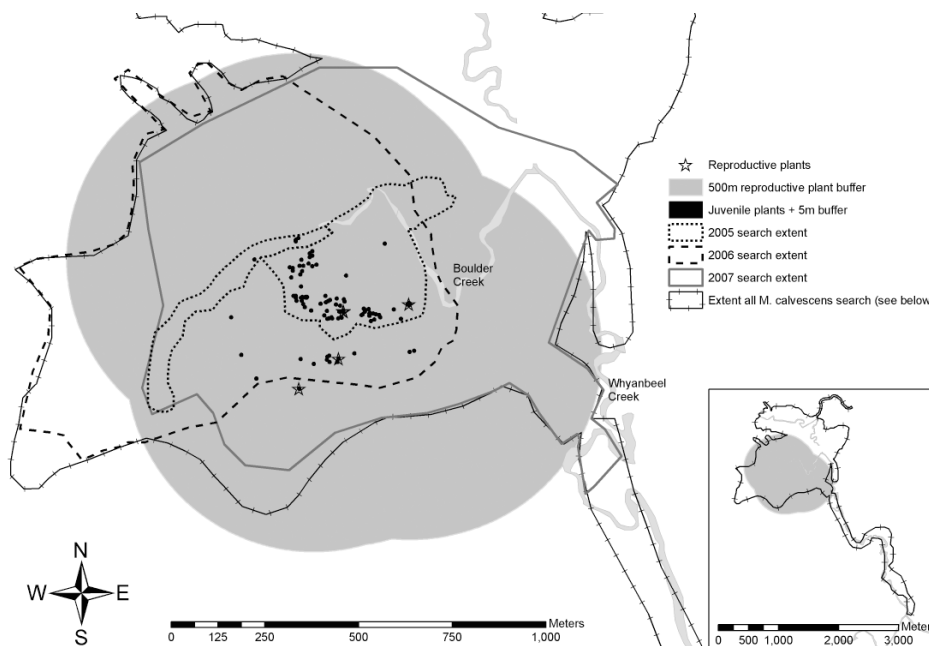 Reproductive plants
500m reproductive plant buffer
Juvenile plants + 5m buffer
2005 search extent
2006 search extent
2007 search extent
Extent all M. calvescens search (see below
Boulder
Creek
Whyanbeel
Creek
N
W E
S
Meters
0 125 250 500 750 1,000
Meters
0 500 1,000 2,000 3,000